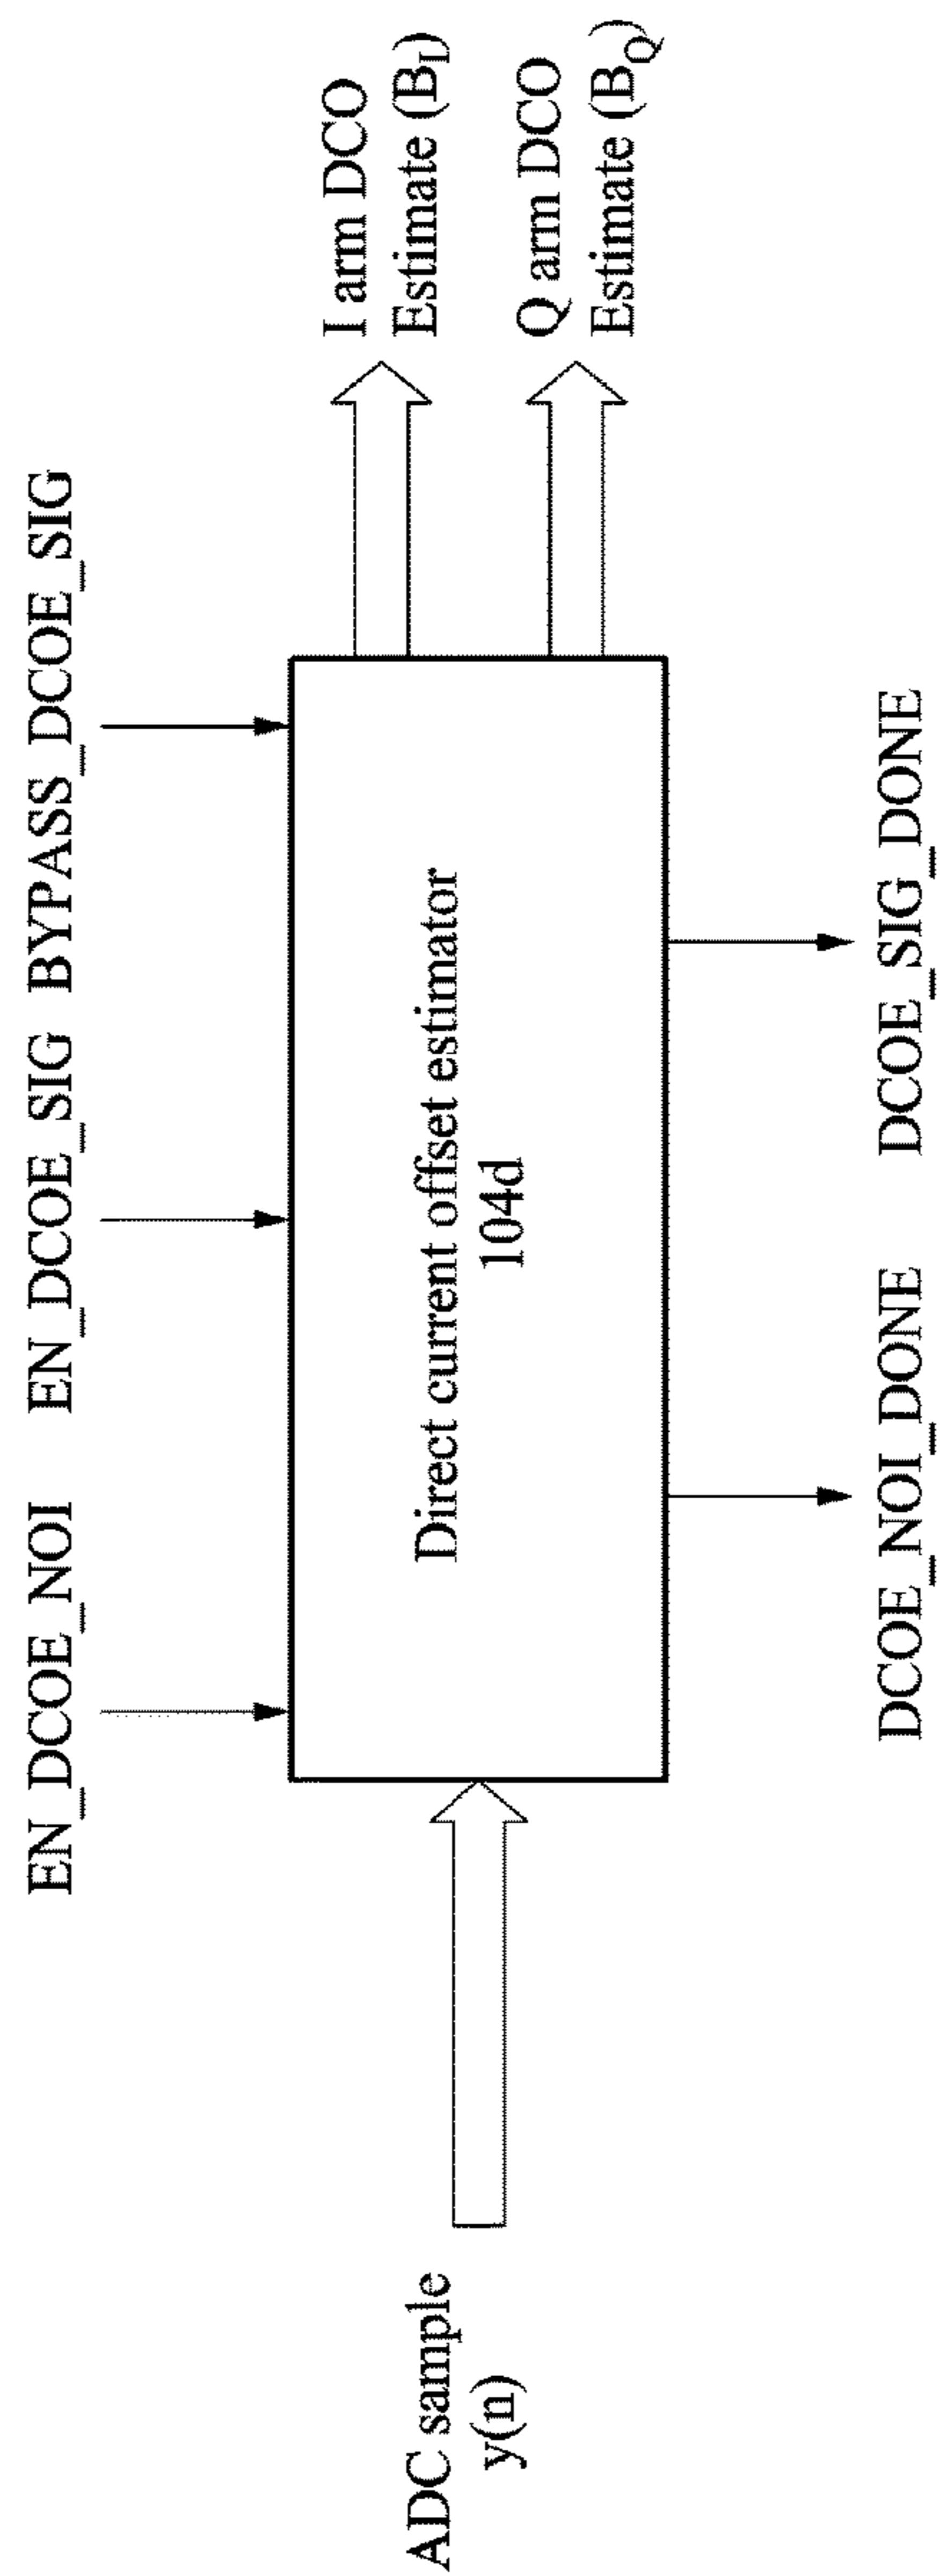 EN_DCOE_NOI
EN_DCOE_SIG
BYPASS_DCOE_SIG
ADC sample
y(n)
Direct current offset estimator
104d
I arm DCO
Estimate (B_I)
Q arm DCO
Estimate (B_Q)
DCOE_NOI_DONE
DCOE_SIG_DONE